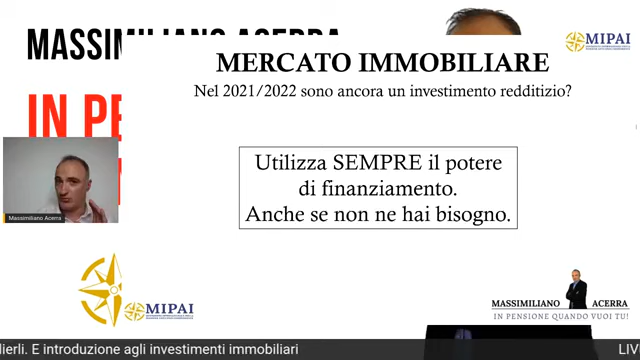 MASSIMILIANO ACERRA
IN PE
MIPAI
MERCATO IMMOBILIARE
Nel 2021/2022 sono ancora un investimento redditizio?
Utilizza SEMPRE il potere
di finanziamento.
Anche se non ne hai bisogno.
Massimiliano Acerra
MIPAI
MASSIMILIANO ACERRA
IN PENSIONE QUANDO VUOI TU!
lierli. E introduzione agli investimenti immobiliari
LIV